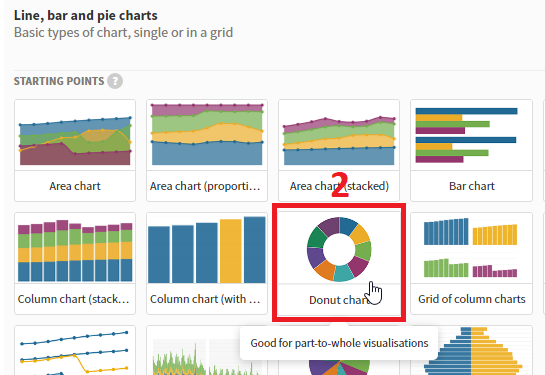 Line, bar and pie charts
Basic types of chart, single or in a grid
STARTING POINTS ?
Area chart
Area chart (proporti...
Area chart (stacked)
Bar chart
2
Column chart (stack...
Column chart (with ...
Donut chart
Grid of column charts
Good for part-to-whole visualisations